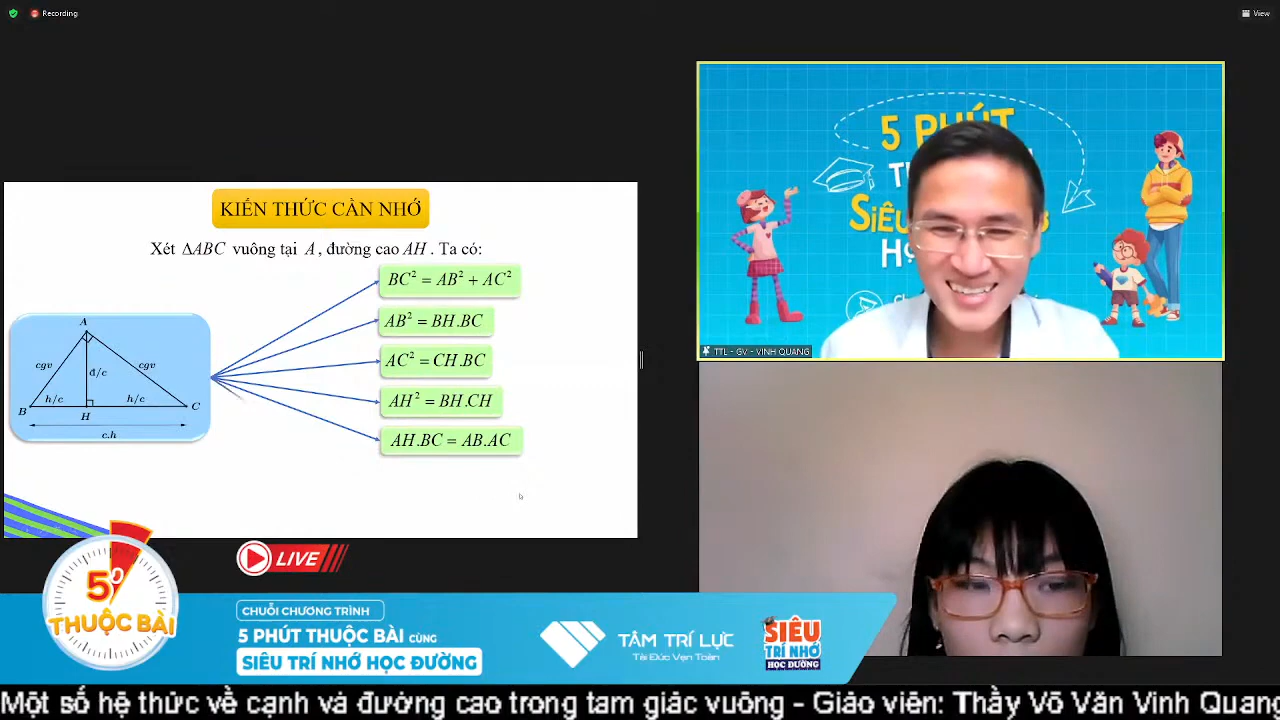 Recording
View
KIẾN THỨC CẦN NHỚ
Xét ΔABC vuông tại A, đường cao AH. Ta có:
BC² = AB² + AC²
AB² = BH.BC
AC² = CH.BC
AH² = BH.CH
AH.BC = AB.AC
A
cgv
cgv
đ/c
h/c
h/c
B
H
C
c.h
5 PHÚT
SIÊU
TTL - GV - VINH QUANG
LIVE
5⁰
THUỘC BÀI
CHUỖI CHƯƠNG TRÌNH
5 PHÚT THUỘC BÀI CÙNG
SIÊU TRÍ NHỚ HỌC ĐƯỜNG
TÂM TRÍ LỰC
Tài Đức Vẹn Toàn
SIÊU
TRÍ NHỚ
HỌC ĐƯỜNG
Một số hệ thức về cạnh và đường cao trong tam giác vuông - Giáo viên: Thầy Võ Văn Vinh Quang